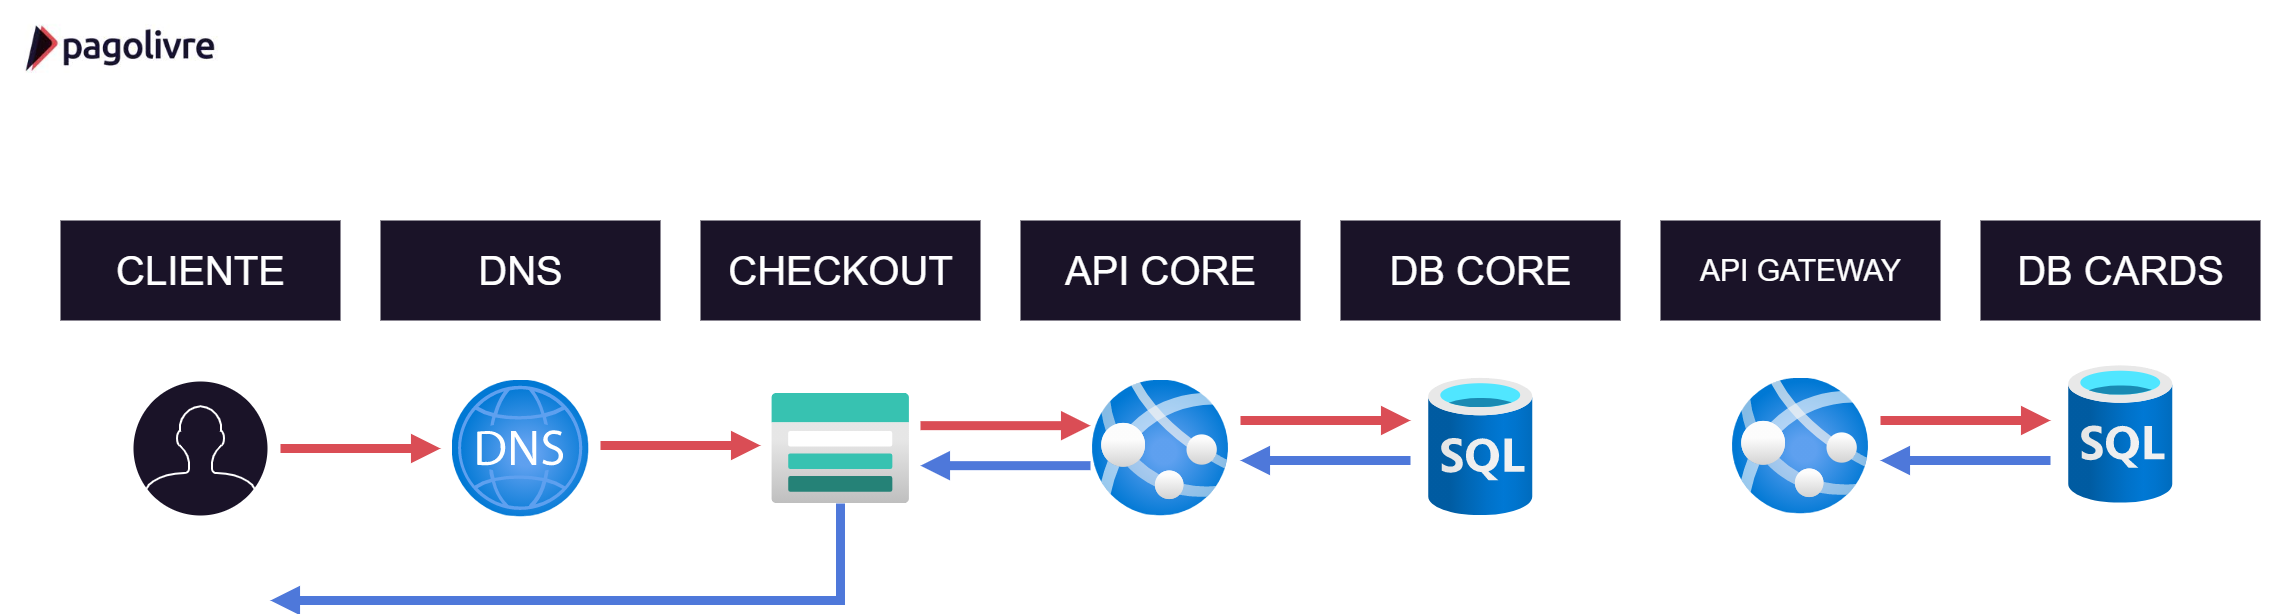 pagolivre
CLIENTE
DNS
CHECKOUT
API CORE
DB CORE
API GATEWAY
DB CARDS
DNS
SQL
SQL